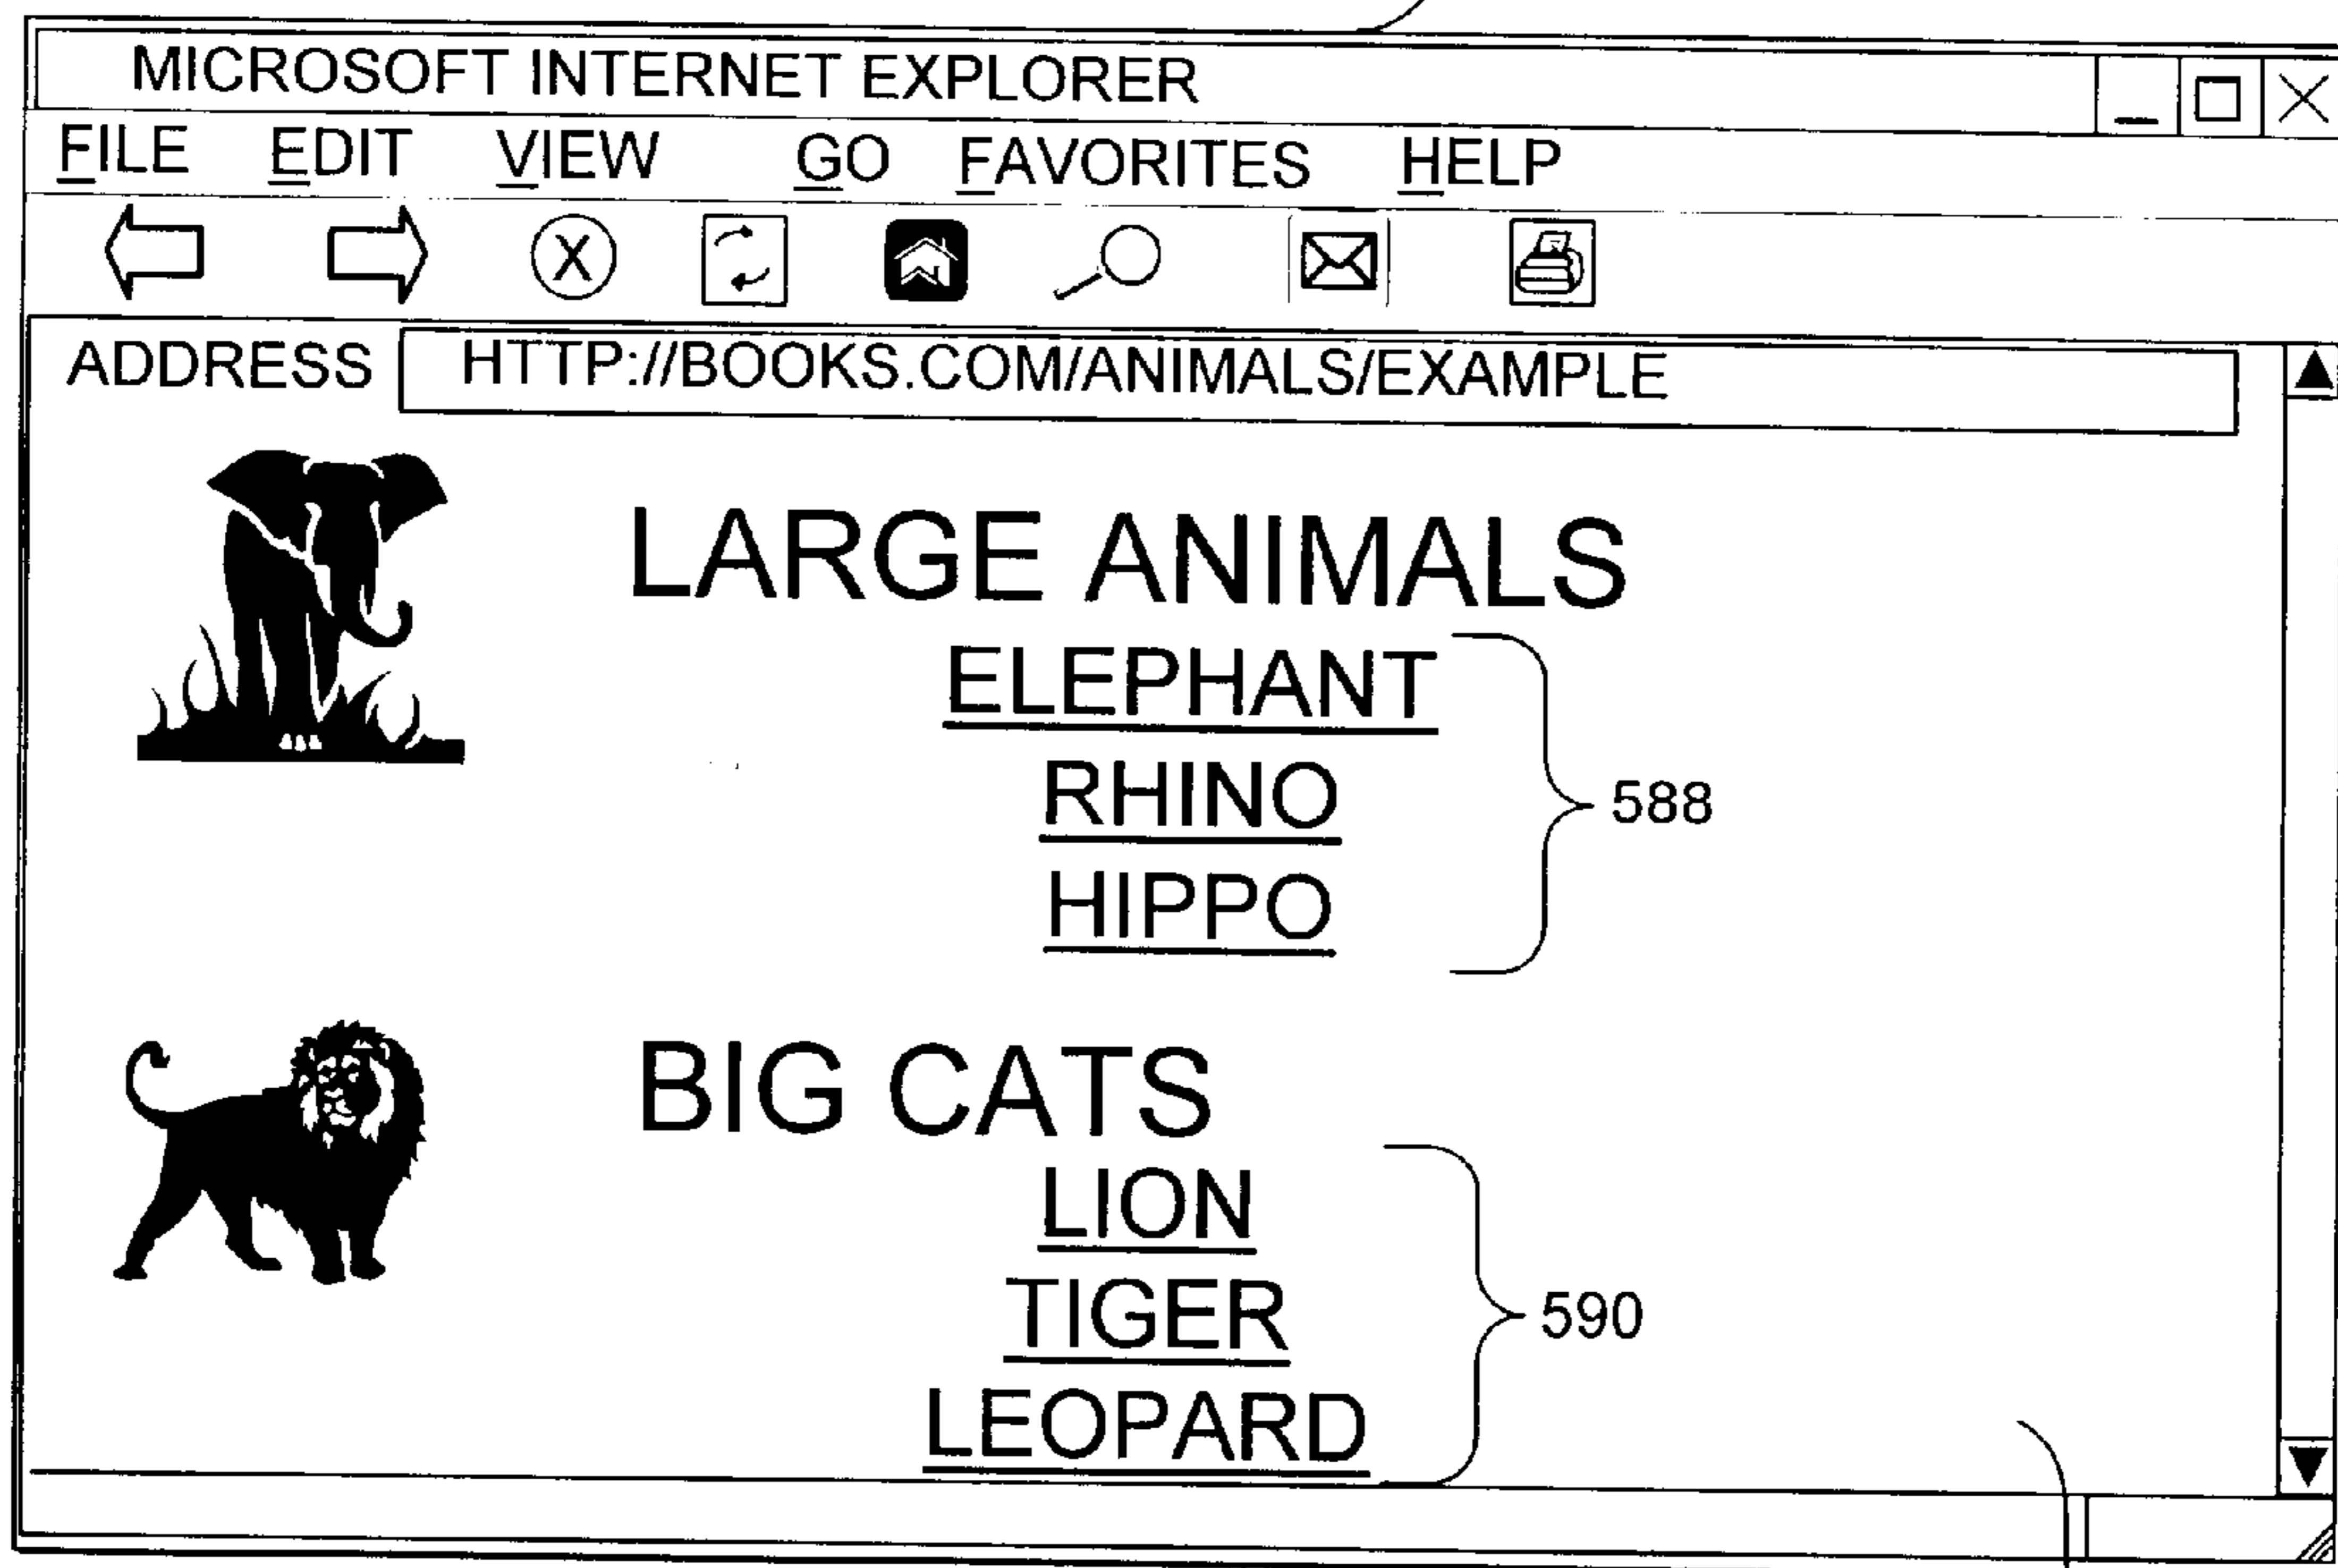 MICROSOFT INTERNET EXPLORER
FILE EDIT VIEW GO FAVORITES HELP
X
ADDRESS HTTP://BOOKS.COM/ANIMALS/EXAMPLE
LARGE ANIMALS
ELEPHANT
RHINO
588
HIPPO
BIG CATS
LION
TIGER
590
LEOPARD